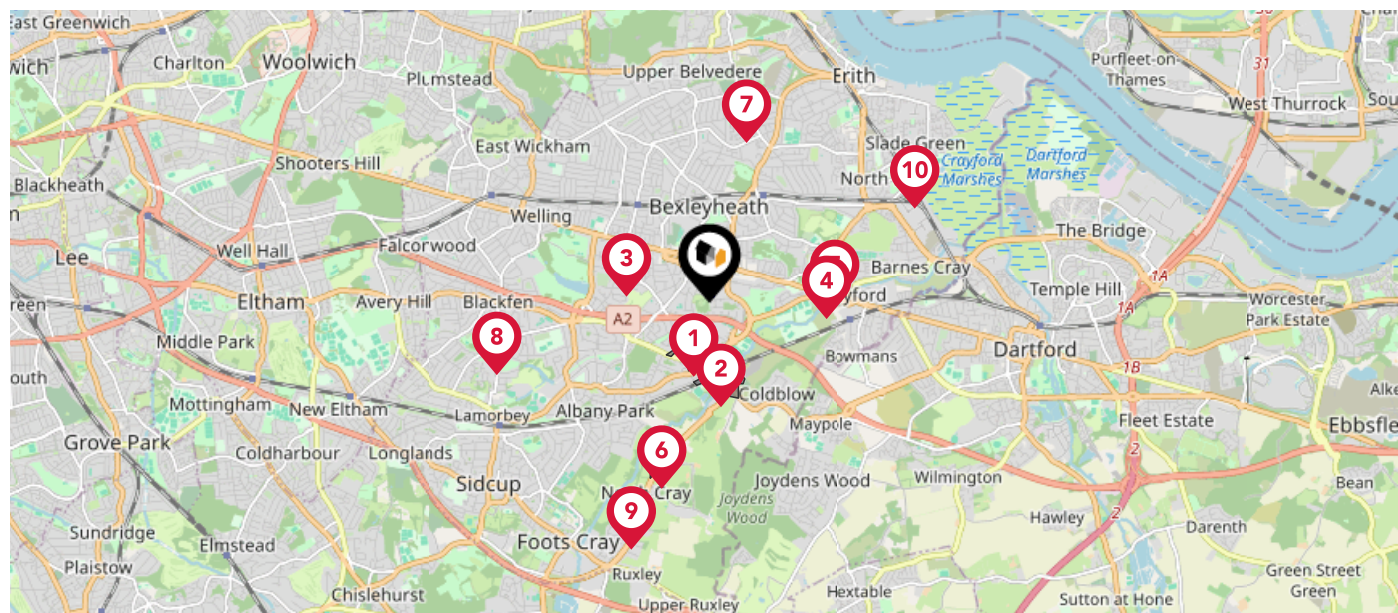 East Greenwich
wich
Charlton
Woolwich
Plumstead
Upper Belvedere
Erith
Purfleet-on-
Thames
31
West Thurrock
7
East Wickham
Slade Green
Shooters Hill
Crayford
Marshes
Dartford
Marshes
10
North
Blackheath
Bexleyheath
Welling
The Bridge
Lee
Well Hall
Falcorwood
3
4
Barnes Cray
1A
Temple Hill
Eltham
Avery Hill
Blackfen
yford
1A
Worcester
Park Estate
A2
8
1
Middle Park
Dartford
Bowmans
2
1B
Mottingham
New Eltham
Lamorbey
Albany Park
Coldblow
Maypole
Fleet Estate
Grove Park
Coldharbour
Longlands
6
2
Sidcup
Joydens Wood
Wilmington
Bean
Joydens
Wood
9
2
Hawley
Darenth
Sundridge
Elmstead
Foots Cray
Plaistow
Ruxley
Green Street
Green
Chislehurst
Upper Ruxley
Hextable
Sutton at Hone